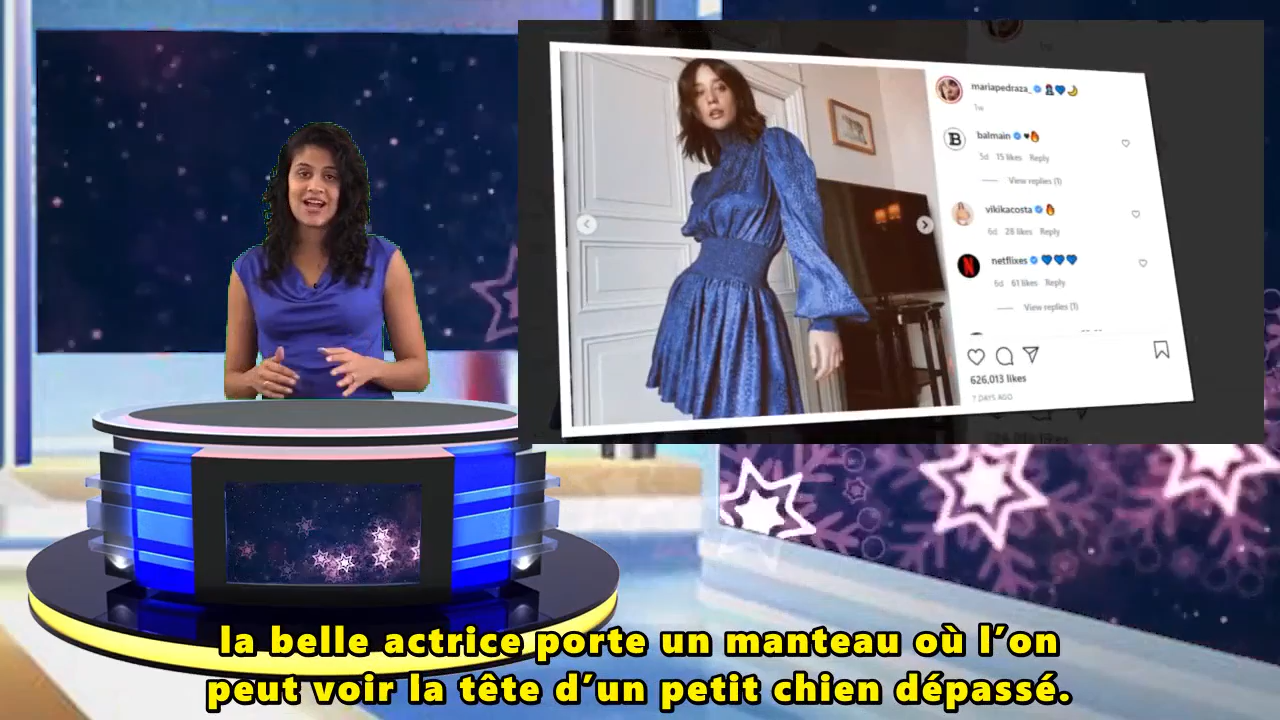 mariapedraza_
1w
B
balmain
5d 15 likes Reply
View replies (1)
vikikacosta
6d 28 likes Reply
N
netflixes
6d 61 likes Reply
View replies (1)
626,013 likes
7 DAYS AGO
la belle actrice porte un manteau où l'on
peut voir la tête d'un petit chien dépassé.